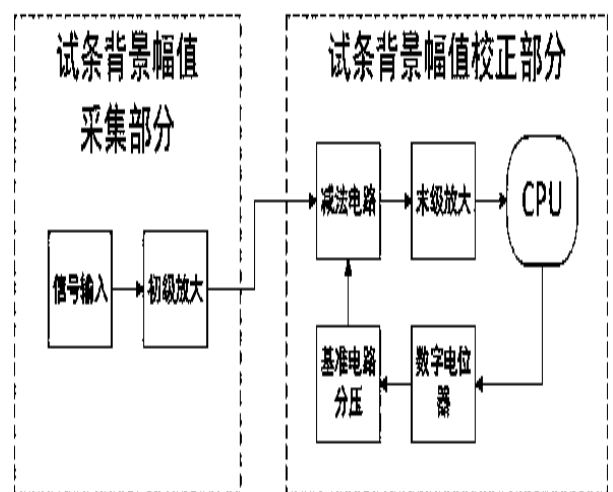 试条背景幅值
采集部分
信号输入
初级放大
试条背景幅值校正部分
减法电路
末级放大
CPU
基准电路
分压
数字电位
器